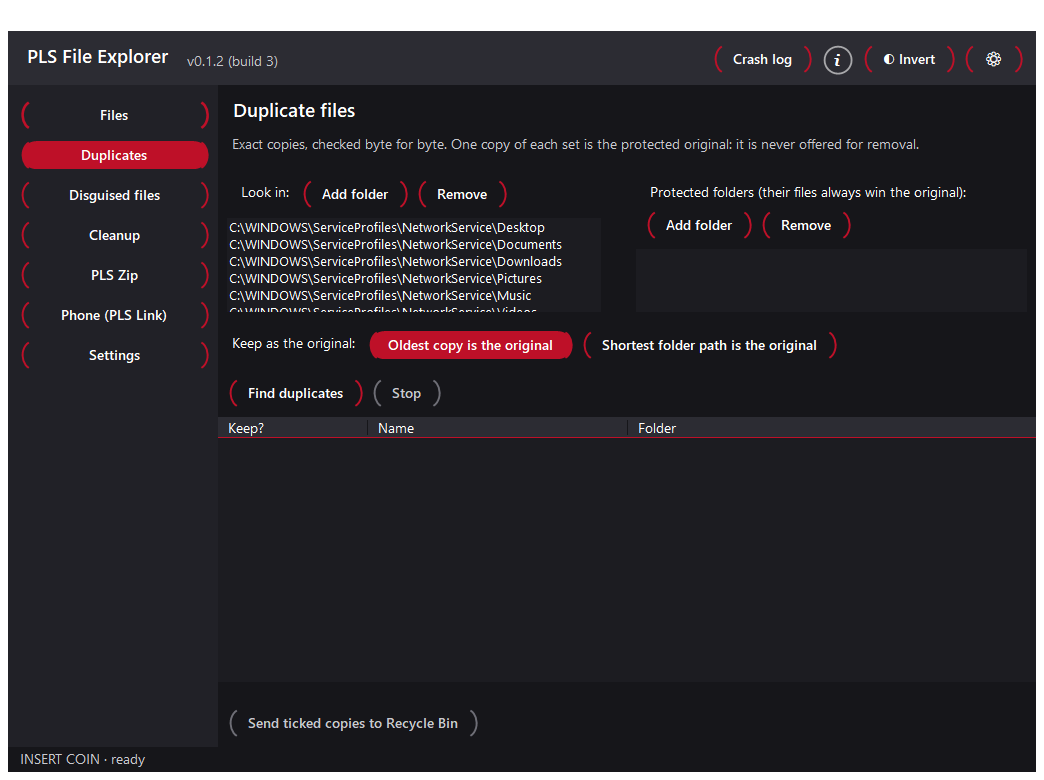 PLS File Explorer v0.1.2 (build 3)
Crash log
i
Invert
Files
Duplicates
Disguised files
Cleanup
PLS Zip
Phone (PLS Link)
Settings
Duplicate files
Exact copies, checked byte for byte. One copy of each set is the protected original: it is never offered for removal.
Look in: Add folder Remove
C:\WINDOWS\ServiceProfiles\NetworkService\Desktop
C:\WINDOWS\ServiceProfiles\NetworkService\Documents
C:\WINDOWS\ServiceProfiles\NetworkService\Downloads
C:\WINDOWS\ServiceProfiles\NetworkService\Pictures
C:\WINDOWS\ServiceProfiles\NetworkService\Music
C:\WINDOWS\ServiceProfiles\NetworkService\Videos
Protected folders (their files always win the original):
Add folder Remove
Keep as the original: Oldest copy is the original Shortest folder path is the original
Find duplicates Stop
Keep? Name Folder
Send ticked copies to Recycle Bin
INSERT COIN · ready